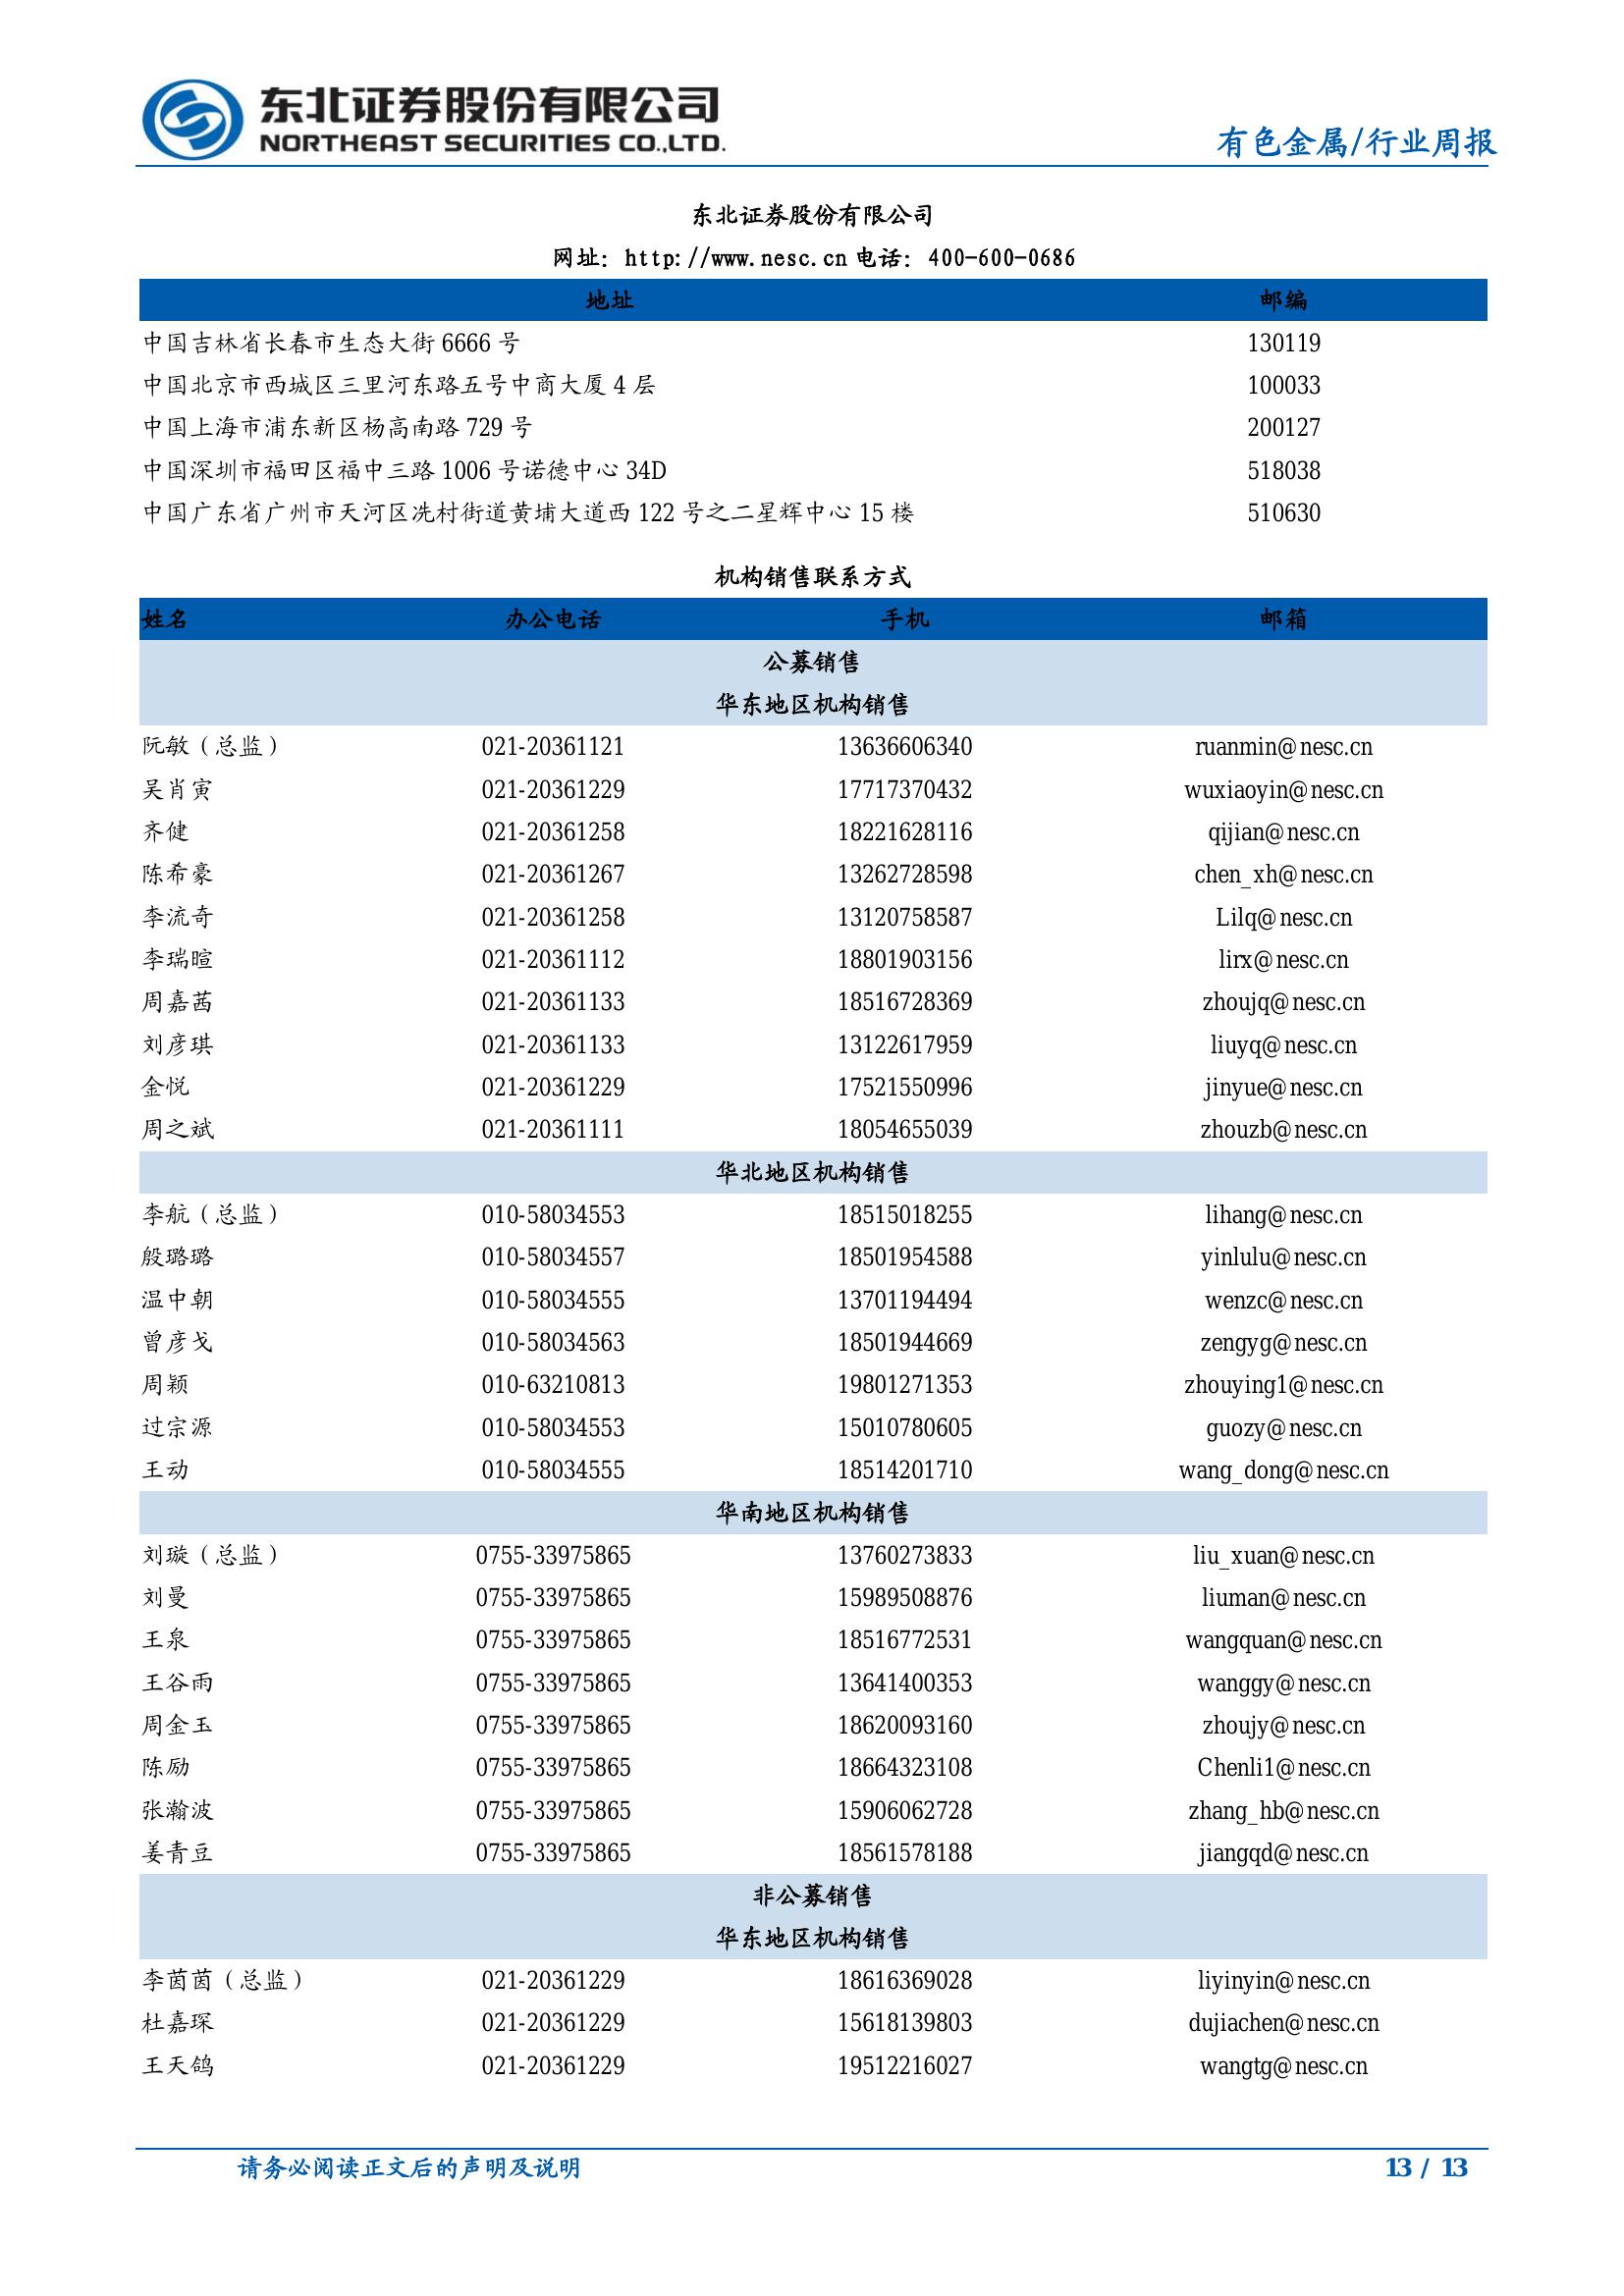 东北证券股份有限公司
NORTHEAST SECURITIES CO.,LTD.
有色金属/行业周报
东北证券股份有限公司
网址：http://www.nesc.cn 电话：400-600-0686
地址 邮编
中国吉林省长春市生态大街 6666 号 130119
中国北京市西城区三里河东路五号中商大厦 4 层 100033
中国上海市浦东新区杨高南路 729 号 200127
中国深圳市福田区福中三路 1006 号诺德中心 34D 518038
中国广东省广州市天河区冼村街道黄埔大道西 122 号之二星辉中心 15 楼 510630
机构销售联系方式
姓名 办公电话 手机 邮箱
公募销售
华东地区机构销售
阮敏（总监） 021-20361121 13636606340 ruanmin@nesc.cn
吴肖寅 021-20361229 17717370432 wuxiaoyin@nesc.cn
齐健 021-20361258 18221628116 qijian@nesc.cn
陈希豪 021-20361267 13262728598 chen_xh@nesc.cn
李流奇 021-20361258 13120758587 Lilq@nesc.cn
李瑞暄 021-20361112 18801903156 lirx@nesc.cn
周嘉茜 021-20361133 18516728369 zhoujq@nesc.cn
刘彦琪 021-20361133 13122617959 liuyq@nesc.cn
金悦 021-20361229 17521550996 jinyue@nesc.cn
周之斌 021-20361111 18054655039 zhouzb@nesc.cn
华北地区机构销售
李航（总监） 010-58034553 18515018255 lihang@nesc.cn
殷璐璐 010-58034557 18501954588 yinlulu@nesc.cn
温中朝 010-58034555 13701194494 wenzc@nesc.cn
曾彦戈 010-58034563 18501944669 zengyg@nesc.cn
周颖 010-63210813 19801271353 zhouying1@nesc.cn
过宗源 010-58034553 15010780605 guozy@nesc.cn
王动 010-58034555 18514201710 wang_dong@nesc.cn
华南地区机构销售
刘璇（总监） 0755-33975865 13760273833 liu_xuan@nesc.cn
刘曼 0755-33975865 15989508876 liuman@nesc.cn
王泉 0755-33975865 18516772531 wangquan@nesc.cn
王谷雨 0755-33975865 13641400353 wanggy@nesc.cn
周金玉 0755-33975865 18620093160 zhoujy@nesc.cn
陈励 0755-33975865 18664323108 Chenli1@nesc.cn
张瀚波 0755-33975865 15906062728 zhang_hb@nesc.cn
姜青豆 0755-33975865 18561578188 jiangqd@nesc.cn
非公募销售
华东地区机构销售
李茵茵（总监） 021-20361229 18616369028 liyinyin@nesc.cn
杜嘉琛 021-20361229 15618139803 dujiachen@nesc.cn
王天鸽 021-20361229 19512216027 wangtg@nesc.cn
请务必阅读正文后的声明及说明 13 / 13